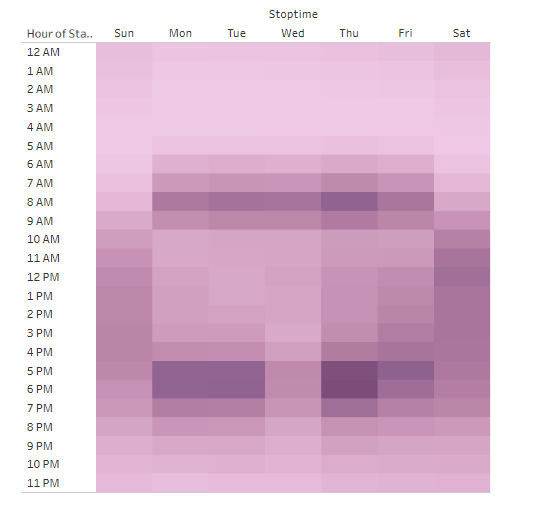 Stoptime
Hour of Sta.. Sun Mon Tue Wed Thu Fri Sat
12 AM
1 AM
2 AM
3 AM
4 AM
5 AM
6 AM
7 AM
8 AM
9 AM
10 AM
11 AM
12 PM
1 PM
2 PM
3 PM
4 PM
5 PM
6 PM
7 PM
8 PM
9 PM
10 PM
11 PM